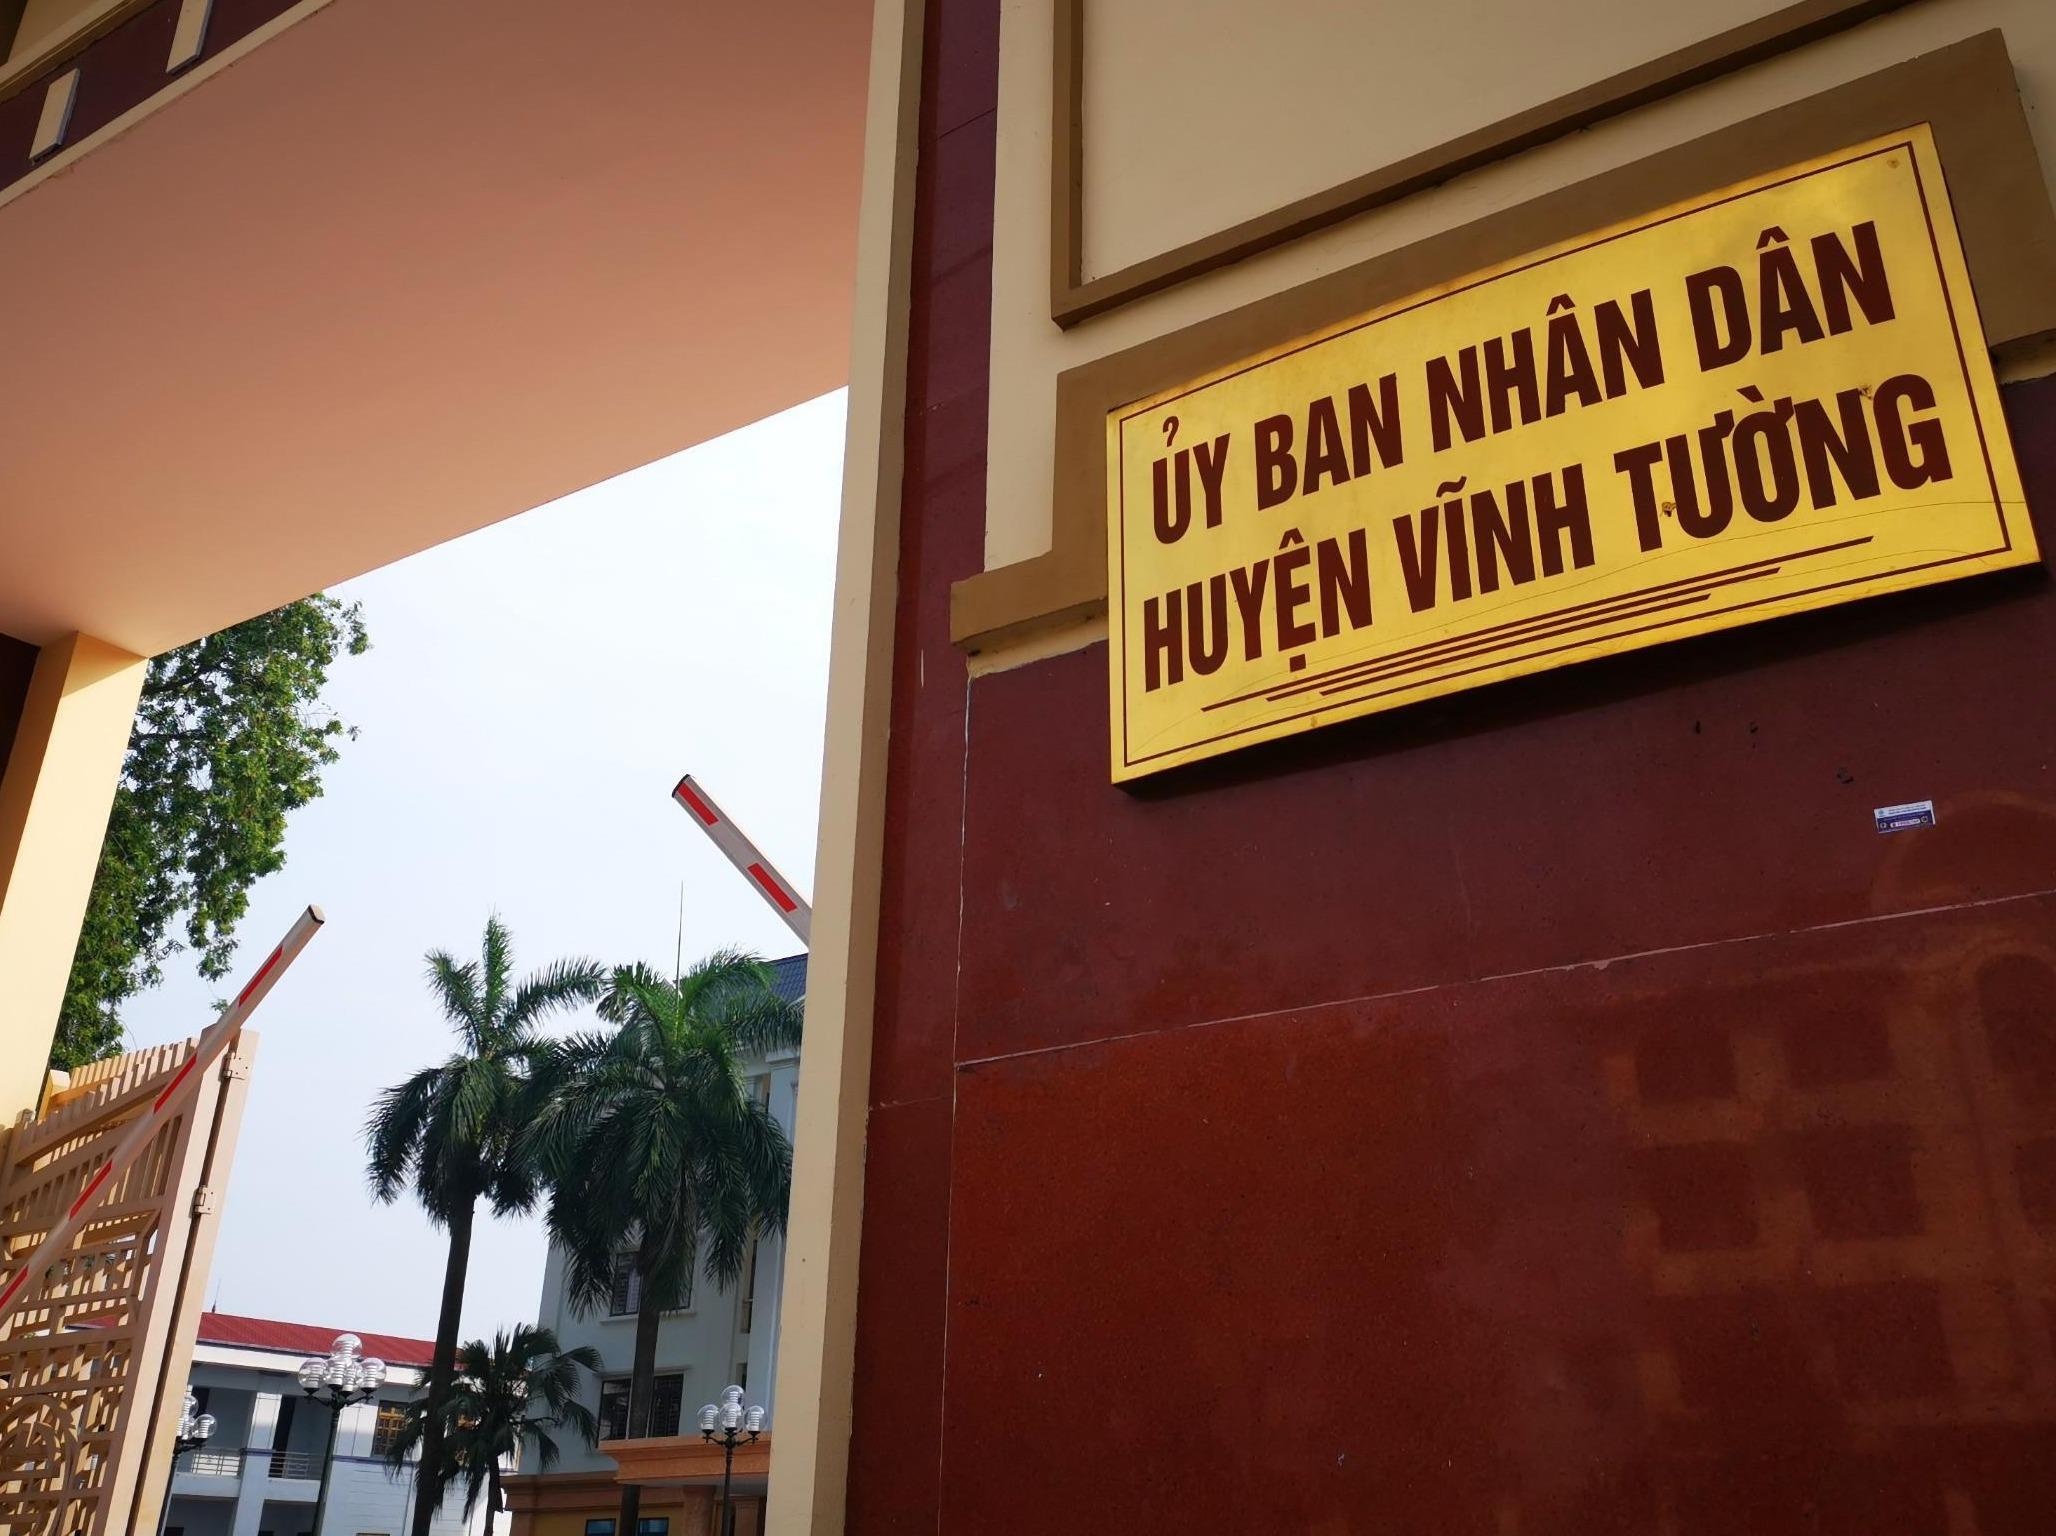 ỦY BAN NHÂN DÂN
HUYỆN VĨNH TƯỜNG